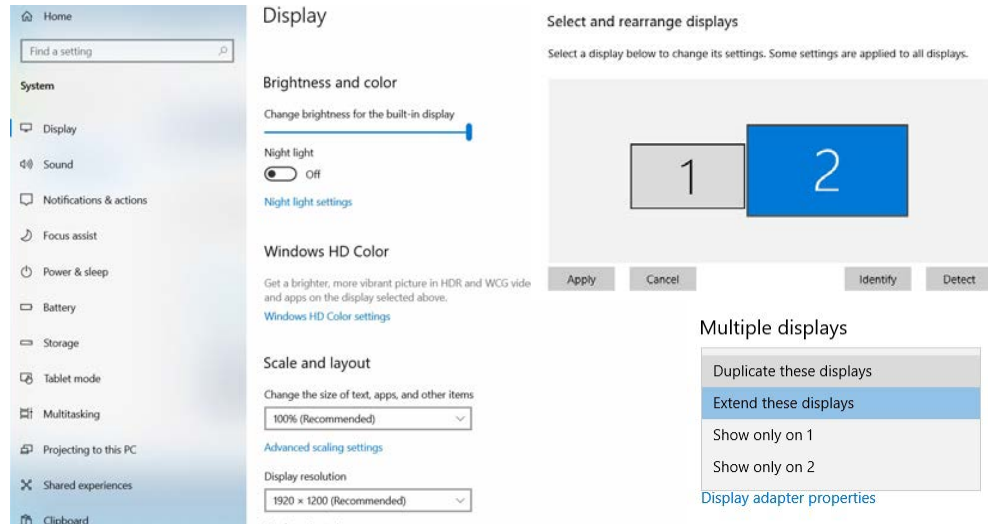 Home
Find a setting
System
Display
Sound
Notifications & actions
Focus assist
Power & sleep
Battery
Storage
Tablet mode
Multitasking
Projecting to this PC
Shared experiences
Clipboard
Display
Brightness and color
Change brightness for the built-in display
Night light
Off
Night light settings
Windows HD Color
Get a brighter, more vibrant picture in HDR and WCG vide
and apps on the display selected above.
Windows HD Color settings
Scale and layout
Change the size of text, apps, and other items
100% (Recommended)
Advanced scaling settings
Display resolution
1920 × 1200 (Recommended)
Select and rearrange displays
Select a display below to change its settings. Some settings are applied to all displays.
1
2
Apply
Cancel
Identify
Detect
Multiple displays
Duplicate these displays
Extend these displays
Show only on 1
Show only on 2
Display adapter properties